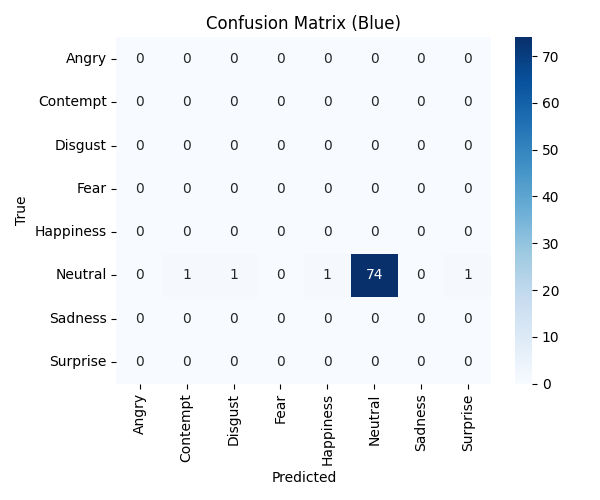 Confusion Matrix (Blue)
Angry 0 0 0 0 0 0 0 0
Contempt 0 0 0 0 0 0 0 0
Disgust 0 0 0 0 0 0 0 0
Fear 0 0 0 0 0 0 0 0
Happiness 0 0 0 0 0 0 0 0
Neutral 0 1 1 0 1 74 0 1
Sadness 0 0 0 0 0 0 0 0
Surprise 0 0 0 0 0 0 0 0
True
Angry Contempt Disgust Fear Happiness Neutral Sadness Surprise
Predicted
70
60
50
40
30
20
10
0